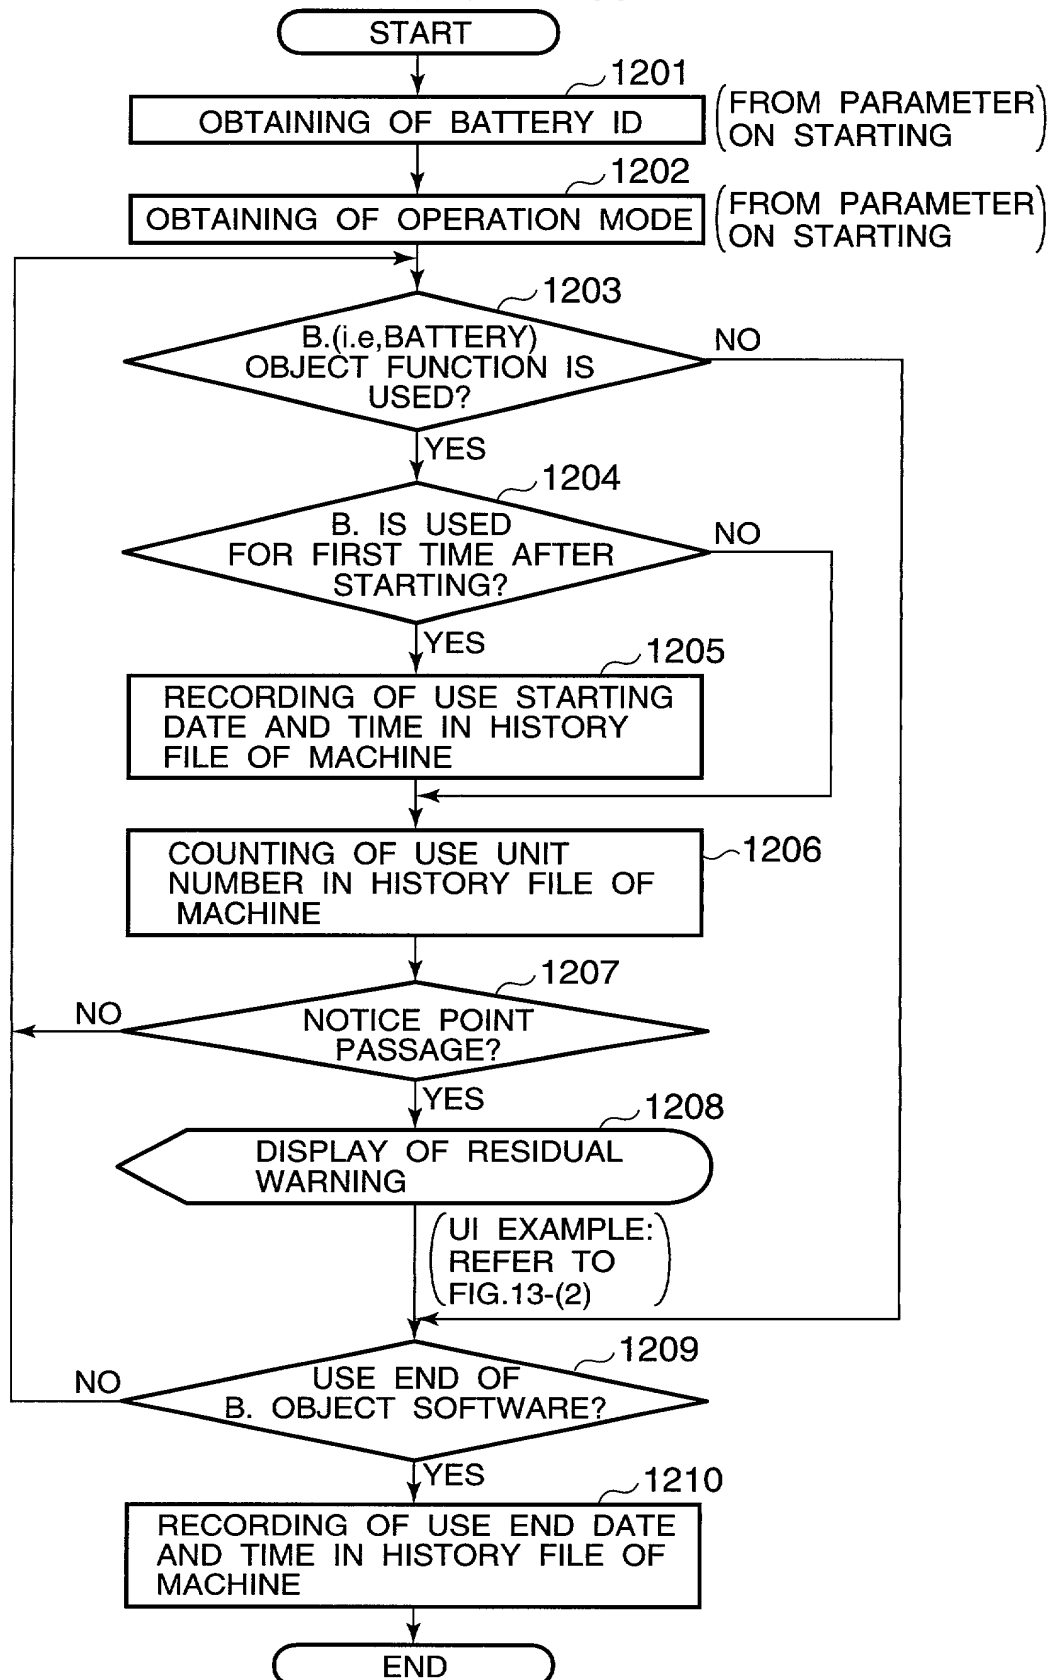 START
1201
OBTAINING OF BATTERY ID
(FROM PARAMETER
ON STARTING)
1202
OBTAINING OF OPERATION MODE
(FROM PARAMETER
ON STARTING)
1203
B.(i.e,BATTERY)
OBJECT FUNCTION IS
USED?
NO
YES
1204
B. IS USED
FOR FIRST TIME AFTER
STARTING?
NO
YES
1205
RECORDING OF USE STARTING
DATE AND TIME IN HISTORY
FILE OF MACHINE
1206
COUNTING OF USE UNIT
NUMBER IN HISTORY FILE OF
MACHINE
1207
NOTICE POINT
PASSAGE?
NO
YES
1208
DISPLAY OF RESIDUAL
WARNING
(UI EXAMPLE:
REFER TO
FIG.13-(2))
1209
USE END OF
B. OBJECT SOFTWARE?
NO
YES
1210
RECORDING OF USE END DATE
AND TIME IN HISTORY FILE OF
MACHINE
END